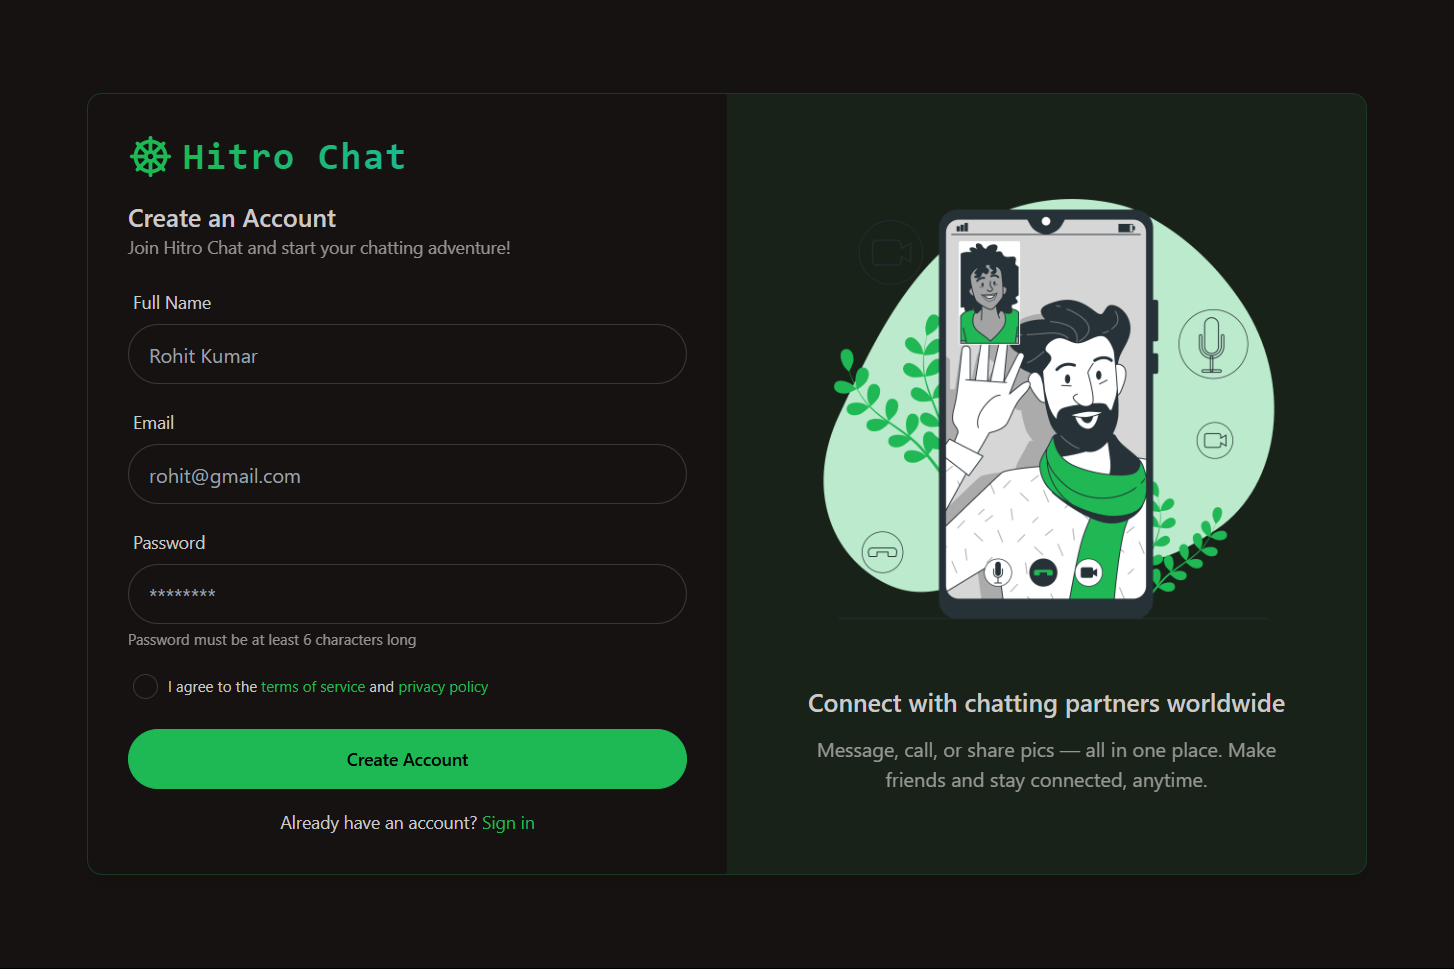 Hitro Chat
Create an Account
Join Hitro Chat and start your chatting adventure!
Full Name
Rohit Kumar
Email
rohit@gmail.com
Password
********
Password must be at least 6 characters long
I agree to the terms of service and privacy policy
Create Account
Already have an account? Sign in
Connect with chatting partners worldwide
Message, call, or share pics — all in one place. Make
friends and stay connected, anytime.